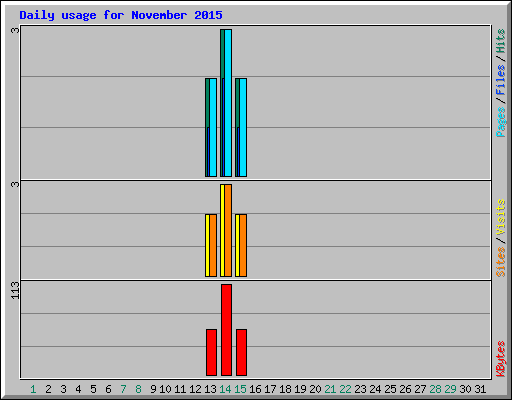 Daily usage for November 2015
3
Pages / Files / Hits
3
Sites / Visits
113
KBytes
1 2 3 4 5 6 7 8 9 10 11 12 13 14 15 16 17 18 19 20 21 22 23 24 25 26 27 28 29 30 31